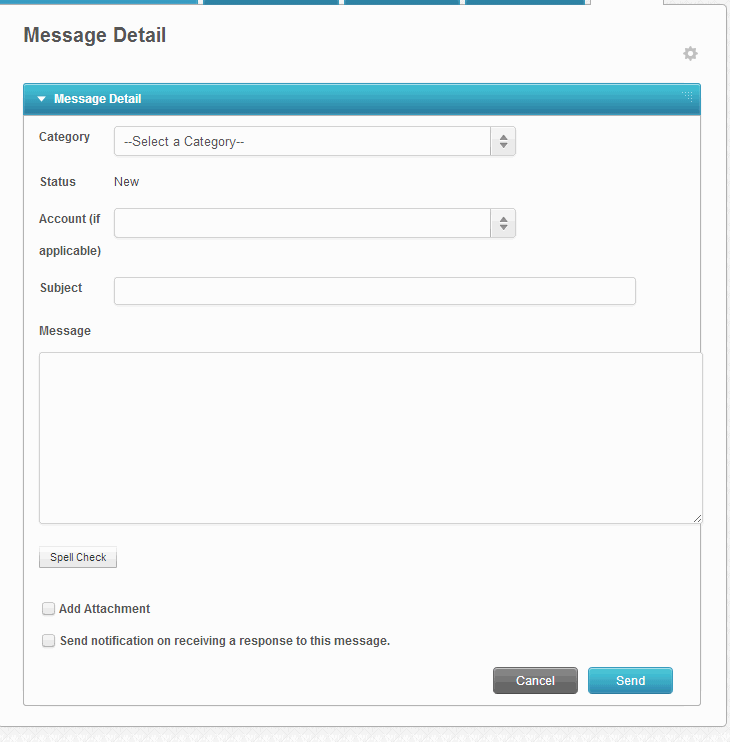 Message Detail
Message Detail
Category
--Select a Category--
Status
New
Account (if
applicable)
Subject
Message
Spell Check
Add Attachment
Send notification on receiving a response to this message.
Cancel
Send